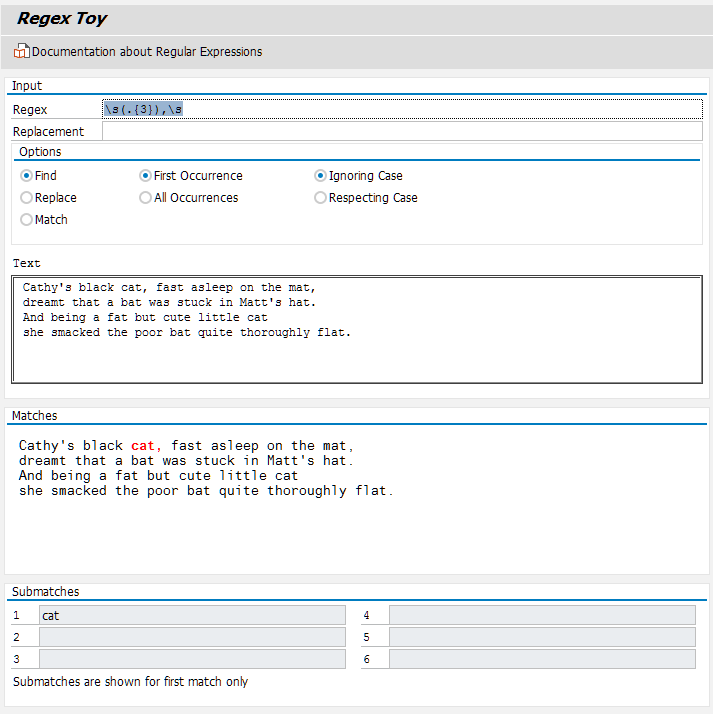 Regex Toy
Documentation about Regular Expressions
Input
Regex \s(.{3}),\s
Replacement
Options
Find First Occurrence Ignoring Case
Replace All Occurrences Respecting Case
Match
Text
Cathy's black cat, fast asleep on the mat,
dreamt that a bat was stuck in Matt's hat.
And being a fat but cute little cat
she smacked the poor bat quite thoroughly flat.
Matches
Cathy's black cat, fast asleep on the mat,
dreamt that a bat was stuck in Matt's hat.
And being a fat but cute little cat
she smacked the poor bat quite thoroughly flat.
Submatches
1 cat 4
2 5
3 6
Submatches are shown for first match only